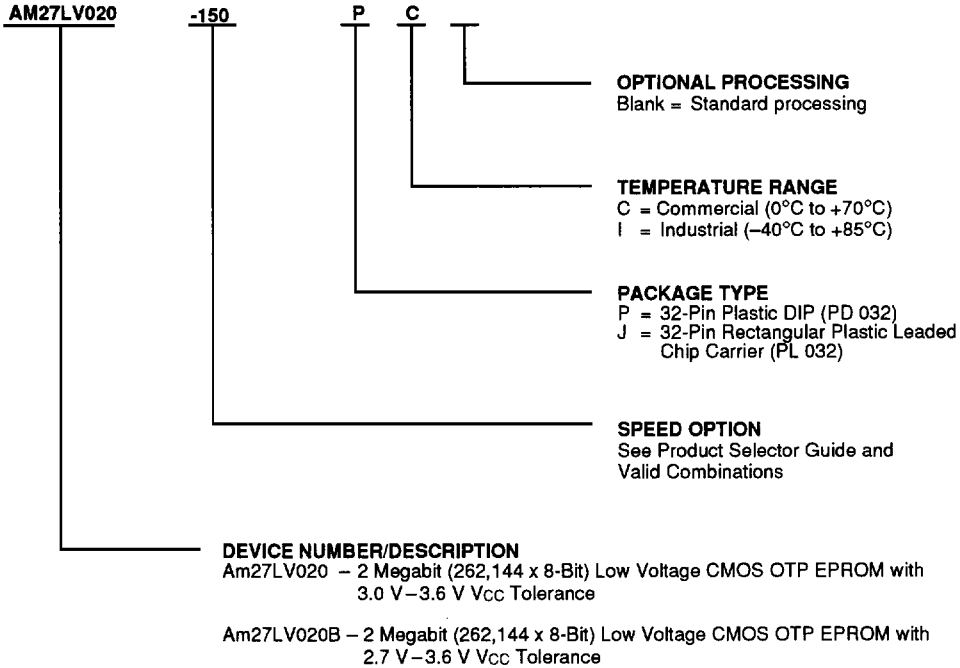 AM27LV020 -150 P C
OPTIONAL PROCESSING
Blank = Standard processing
TEMPERATURE RANGE
C = Commercial (0°C to +70°C)
I = Industrial (–40°C to +85°C)
PACKAGE TYPE
P = 32-Pin Plastic DIP (PD 032)
J = 32-Pin Rectangular Plastic Leaded
Chip Carrier (PL 032)
SPEED OPTION
See Product Selector Guide and
Valid Combinations
DEVICE NUMBER/DESCRIPTION
Am27LV020 – 2 Megabit (262,144 x 8-Bit) Low Voltage CMOS OTP EPROM with
3.0 V–3.6 V VCC Tolerance
Am27LV020B – 2 Megabit (262,144 x 8-Bit) Low Voltage CMOS OTP EPROM with
2.7 V–3.6 V VCC Tolerance